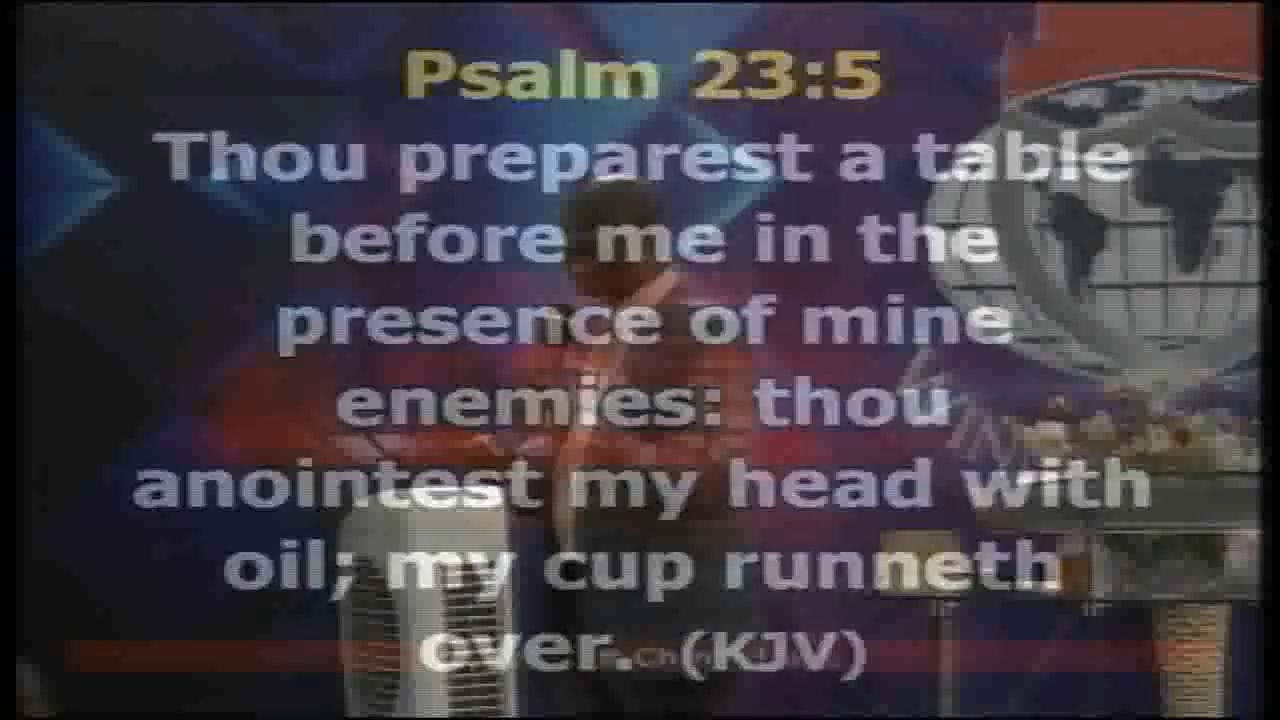 Psalm 23:5
Thou preparest a table
before me in the
presence of mine
enemies: thou
anointest my head with
oil; my cup runneth
over. (KJV)